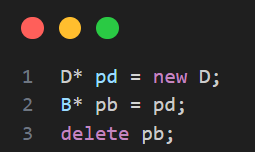 1 D* pd = new D;
2 B* pb = pd;
3 delete pb;